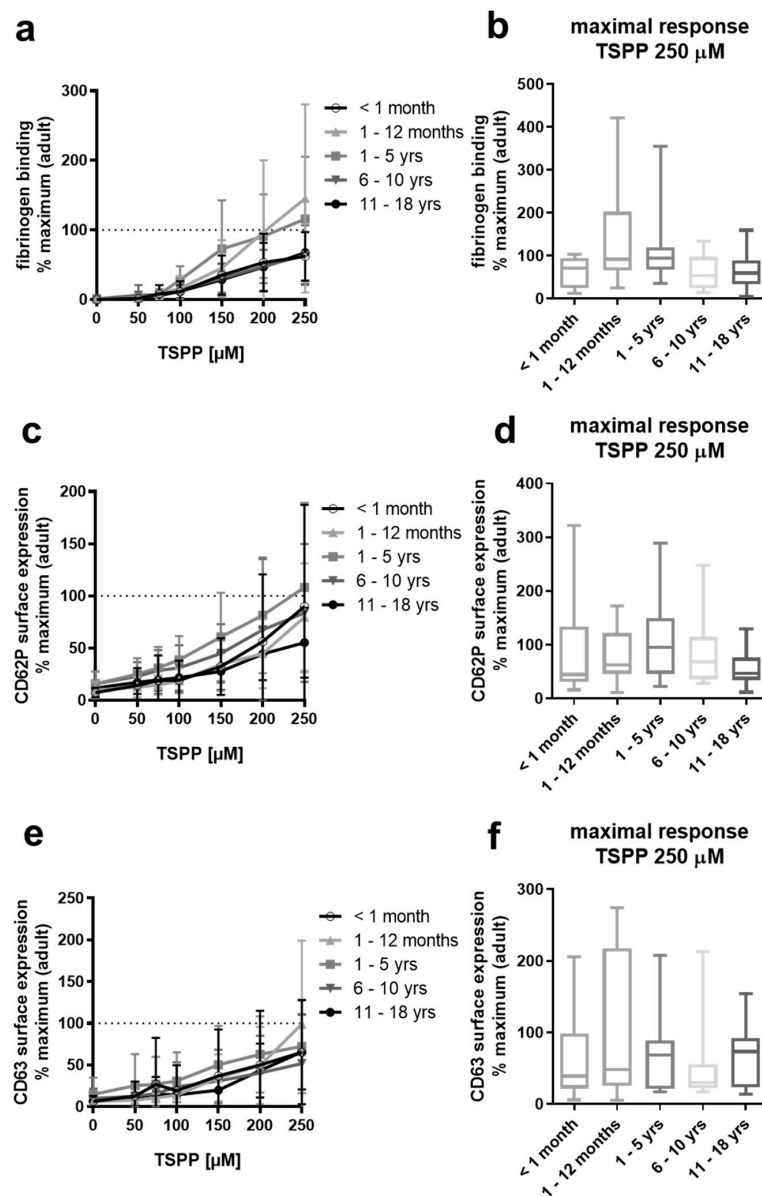 a
fibrinogen binding
% maximum (adult)
300
200
100
0
0 50 100 150 200 250
TSPP [µM]
< 1 month
1 - 12 months
1 - 5 yrs
6 - 10 yrs
11 - 18 yrs
b
maximal response
TSPP 250 µM
fibrinogen binding
% maximum (adult)
500
400
300
200
100
0
< 1 month
1 - 12 months
1 - 5 yrs
6 - 10 yrs
11 - 18 yrs
c
CD62P surface expression
% maximum (adult)
200
150
100
50
0
0 50 100 150 200 250
TSPP [µM]
< 1 month
1 - 12 months
1 - 5 yrs
6 - 10 yrs
11 - 18 yrs
d
maximal response
TSPP 250 µM
CD62P surface expression
% maximum (adult)
400
300
200
100
0
< 1 month
1 - 12 months
1 - 5 yrs
6 - 10 yrs
11 - 18 yrs
e
CD63 surface expression
% maximum (adult)
250
200
150
100
50
0
0 50 100 150 200 250
TSPP [µM]
< 1 month
1 - 12 months
1 - 5 yrs
6 - 10 yrs
11 - 18 yrs
f
maximal response
TSPP 250 µM
CD63 surface expression
% maximum (adult)
300
200
100
0
< 1 month
1 - 12 months
1 - 5 yrs
6 - 10 yrs
11 - 18 yrs